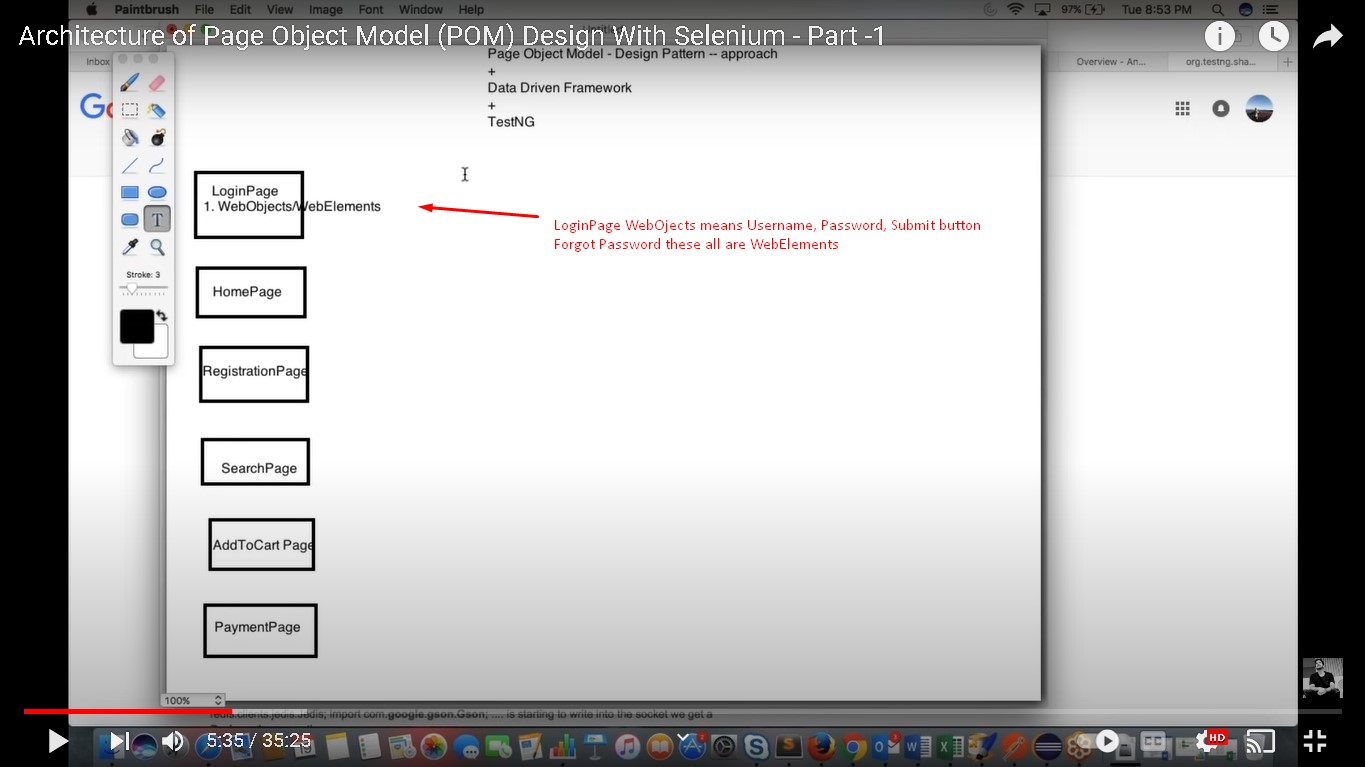 Paintbrush File Edit View Image Font Window Help 97% Tue 8:53 PM
Architecture of Page Object Model (POM) Design With Selenium - Part -1
Inbox
Overview - An...
org.testng.sha...
Page Object Model - Design Pattern -- approach
+
Data Driven Framework
+
TestNG
Go
T
Stroke: 3
LoginPage
1. WebObjects/WebElements
LoginPage WebOjects means Username, Password, Submit button
Forgot Password these all are WebElements
HomePage
RegistrationPage
SearchPage
AddToCart Page
PaymentPage
100%
redis.clients.jedis.Jedis; import com.google.gson.Gson; .... is starting to write into the socket we get a
5:35 / 35:25
HD